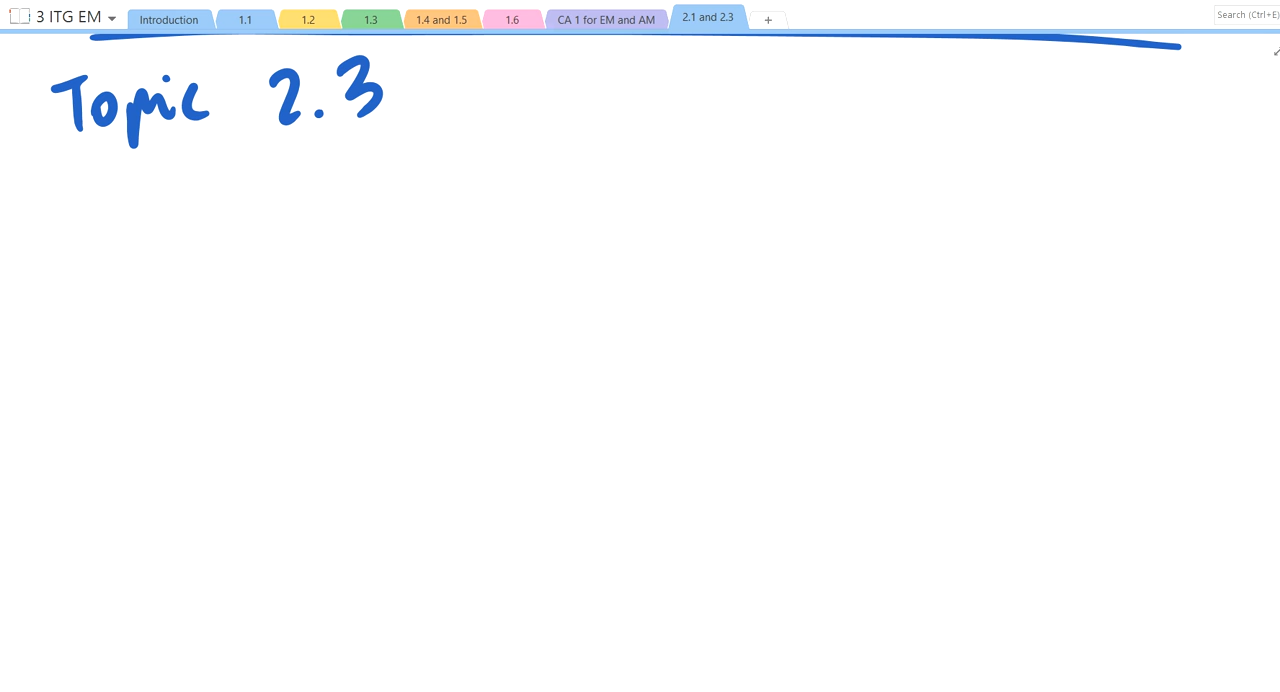 3 ITG EM Introduction 1.1 1.2 1.3 1.4 and 1.5 1.6 CA 1 for EM and AM 2.1 and 2.3 + Search (Ctrl+E)
Topic 2.3